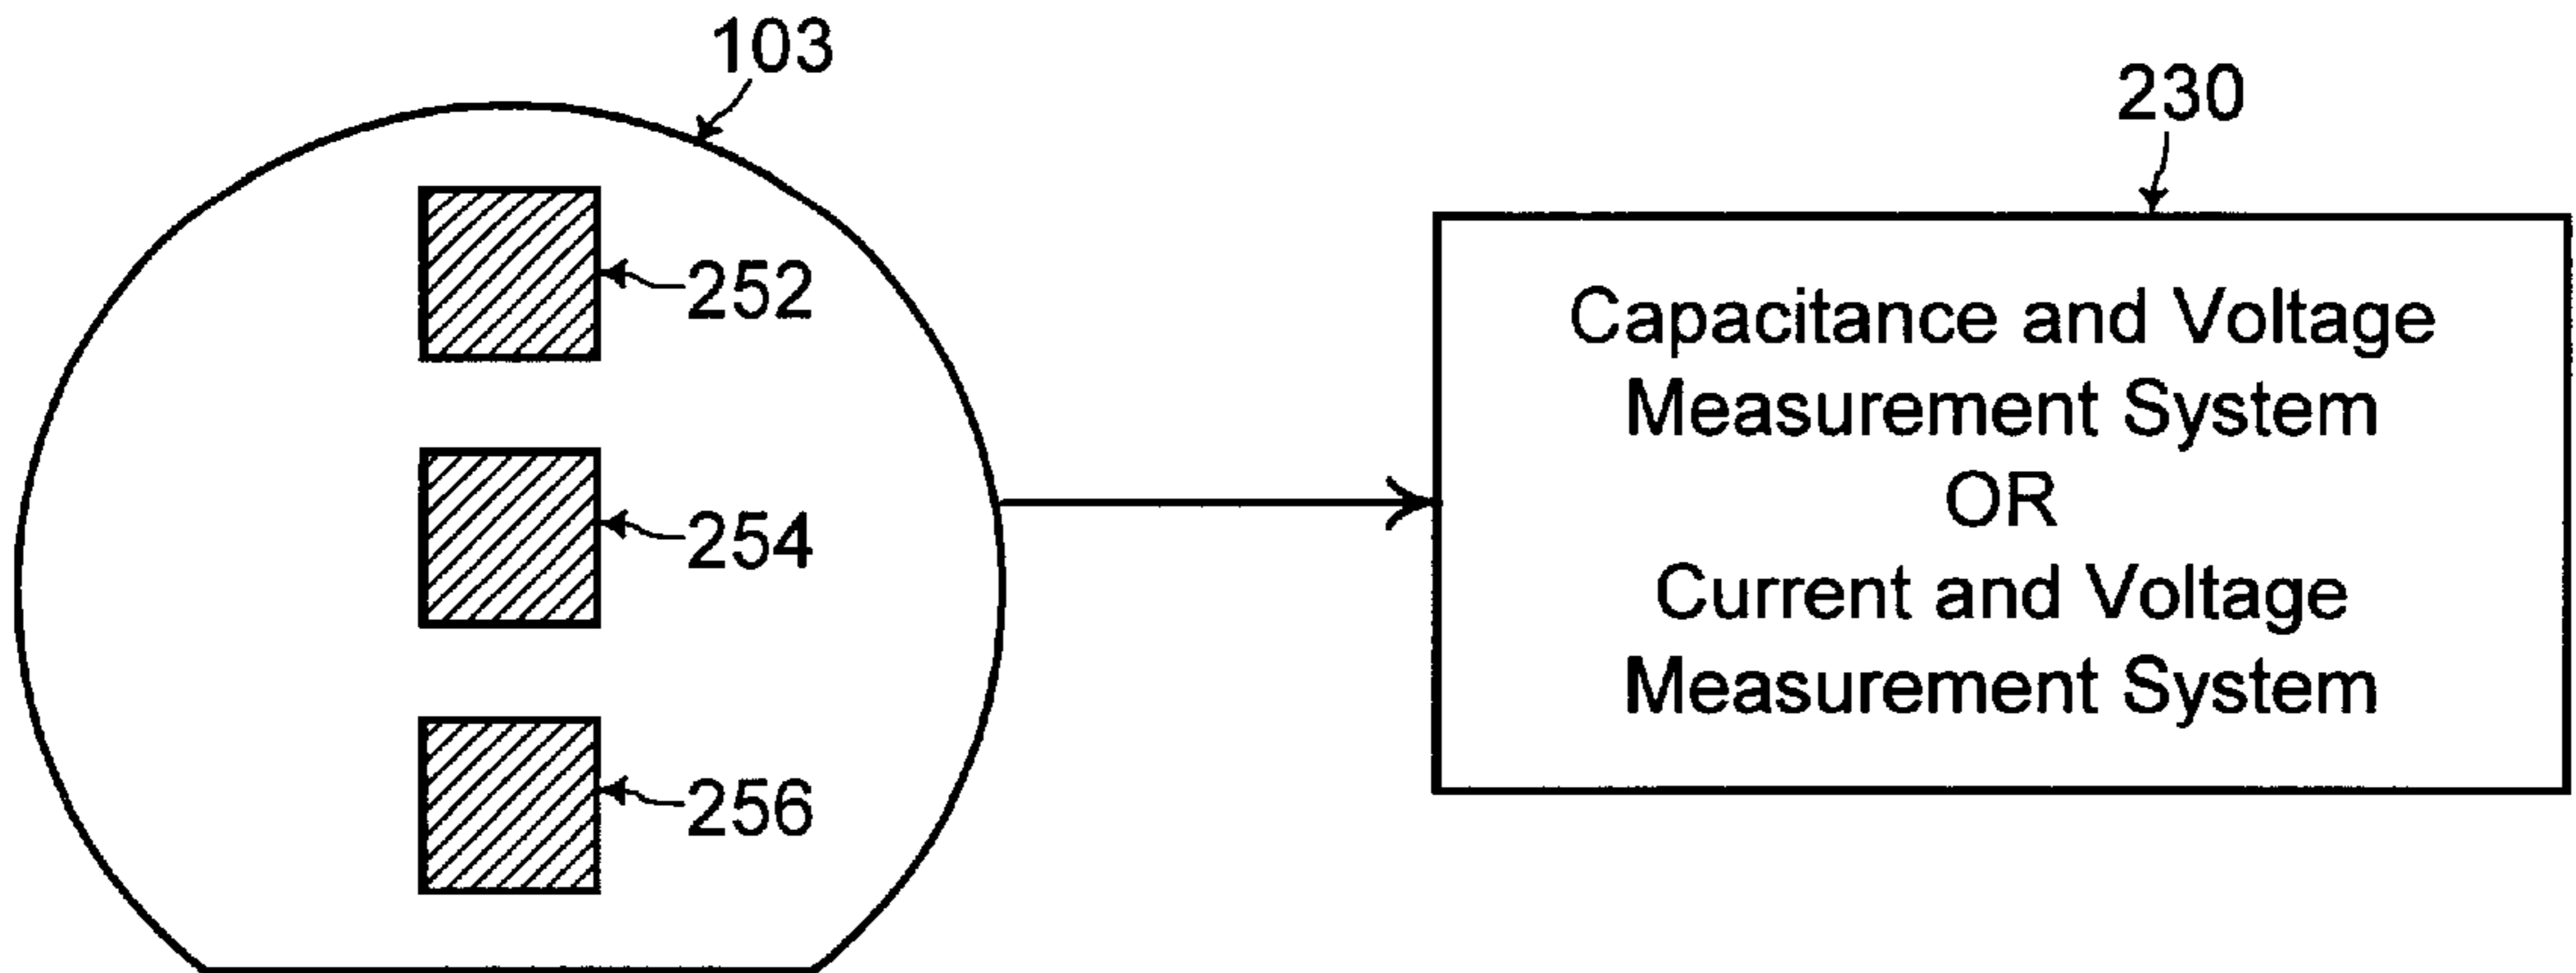 103
230
252
254
256
Capacitance and Voltage
Measurement System
OR
Current and Voltage
Measurement System